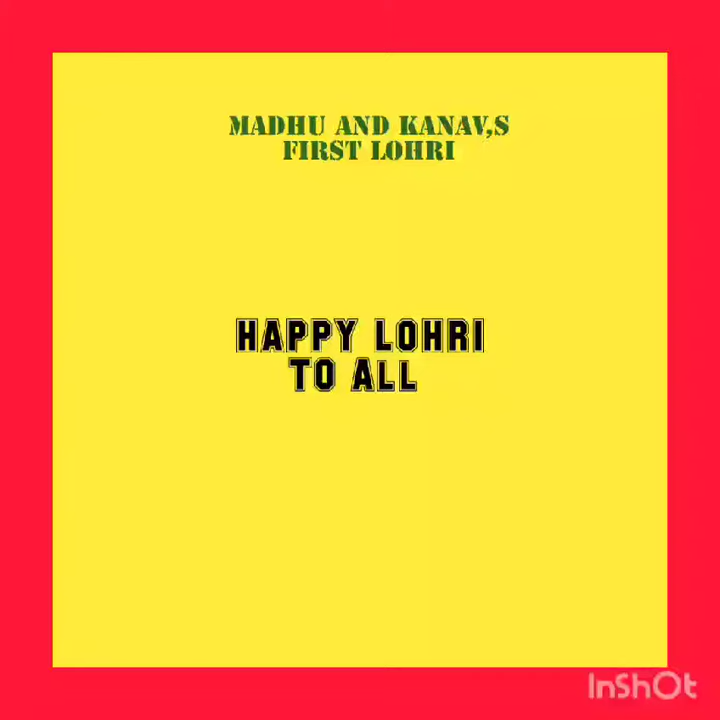 MADHU AND KANAV,S
FIRST LOHRI
HAPPY LOHRI
TO ALL
InShOt